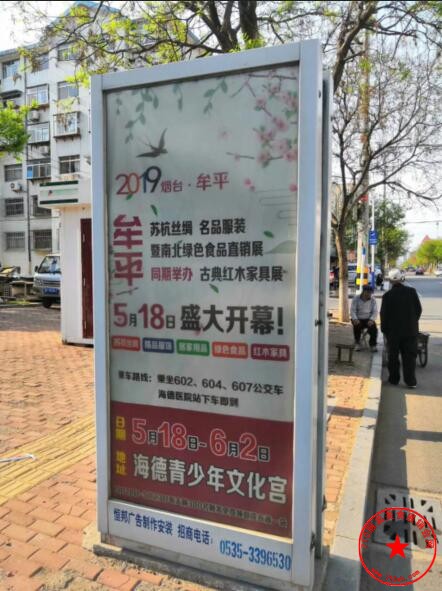 2019 烟台·牟平
牟平
苏杭丝绸 名品服装
暨南北绿色食品直销展
同期举办 古典红木家具展
5月18日 盛大开幕!
苏杭丝绸 精品服饰 居家用品 绿色食品 红木家具
乘车路线:乘坐602、604、607公交车
海德医院站下车即到
日期 5月18日-6月2日
地址 海德青少年文化宫
恒邦广告制作安装 招商电话: 0535-3396530